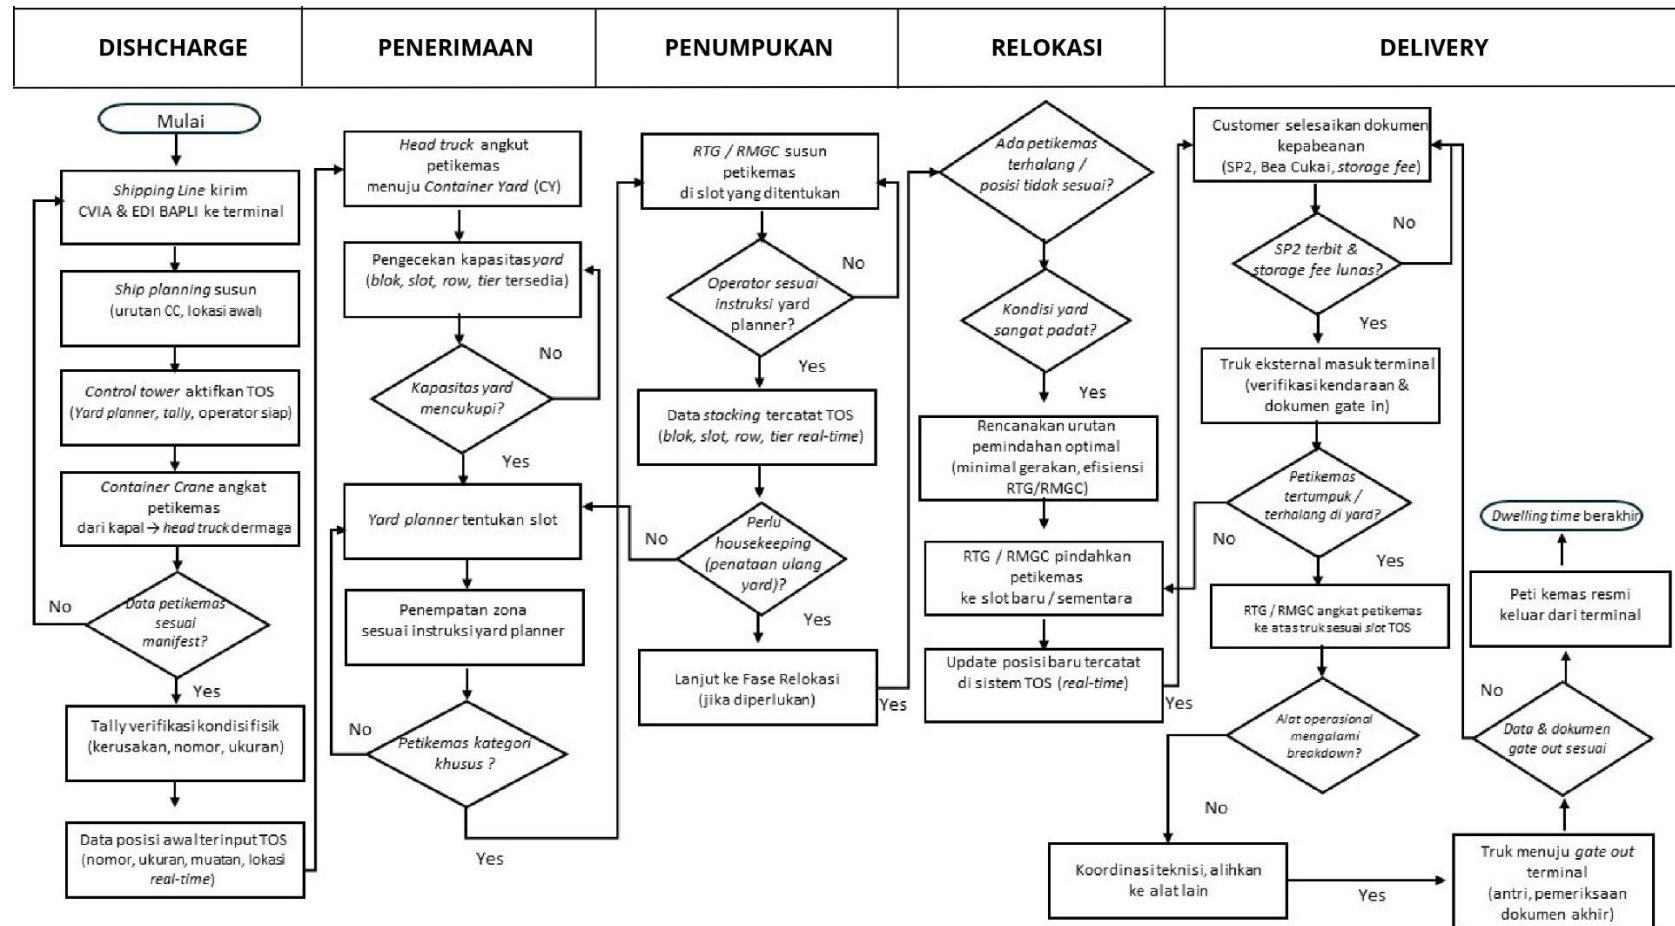 DISHCHARGE
PENERIMAAN
PENUMPUKAN
RELOKASI
DELIVERY
Mulai
Shipping Line kirim
CVIA & EDI BAPLI ke terminal
Ship planning susun
(urutan CC, lokasi awal)
Control tower aktifkan TOS
(Yard planner, tally, operator siap)
Container Crane angkat
petikemas
dari kapal → head truck dermaga
Data petikemas
sesuai
manifest?
No
Yes
Tally verifikasi kondisi fisik
(kerusakan, nomor, ukuran)
Data posisi awal terinput TOS
(nomor, ukuran, muatan, lokasi
real-time)
Head truck angkut
petikemas
menuju Container Yard (CY)
Pengecekan kapasitas yard
(blok, slot, row, tier tersedia)
No
Kapasitas yard
mencukupi?
Yes
Yard planner tentukan slot
Penempatan zona
sesuai instruksi yard planner
No
Petikemas kategori
khusus ?
Yes
RTG / RMGC susun
petikemas
di slot yang ditentukan
No
Operator sesuai
instruksi yard
planner?
Yes
Data stacking tercatat TOS
(blok, slot, row, tier real-time)
No
Perlu
housekeeping
(penataan ulang
yard)?
Yes
Lanjut ke Fase Relokasi
(jika diperlukan)
Yes
Ada petikemas
terhalang /
posisi tidak sesuai?
Kondisi yard
sangat padat?
Yes
Rencanakan urutan
pemindahan optimal
(minimal gerakan, efisiensi
RTG/RMGC)
RTG / RMGC pindahkan
petikemas
ke slot baru / sementara
Update posisi baru tercatat
di sistem TOS (real-time)
Yes
Customer selesaikan dokumen
kepabeanan
(SP2, Bea Cukai, storage fee)
No
SP2 terbit &
storage fee lunas?
Yes
Truk eksternal masuk terminal
(verifikasi kendaraan &
dokumen gate in)
Petikemas
tertumpuk /
terhalang di yard?
No
Yes
RTG / RMGC angkat petikemas
ke atas truk sesuai slot TOS
Alat operasional
mengalami
breakdown?
No
Koordinasi teknisi, alihkan
ke alat lain
Yes
Truk menuju gate out
terminal
(antri, pemeriksaan
dokumen akhir)
Data & dokumen
gate out sesuai
No
Peti kemas resmi
keluar dari terminal
Dwelling time berakhir